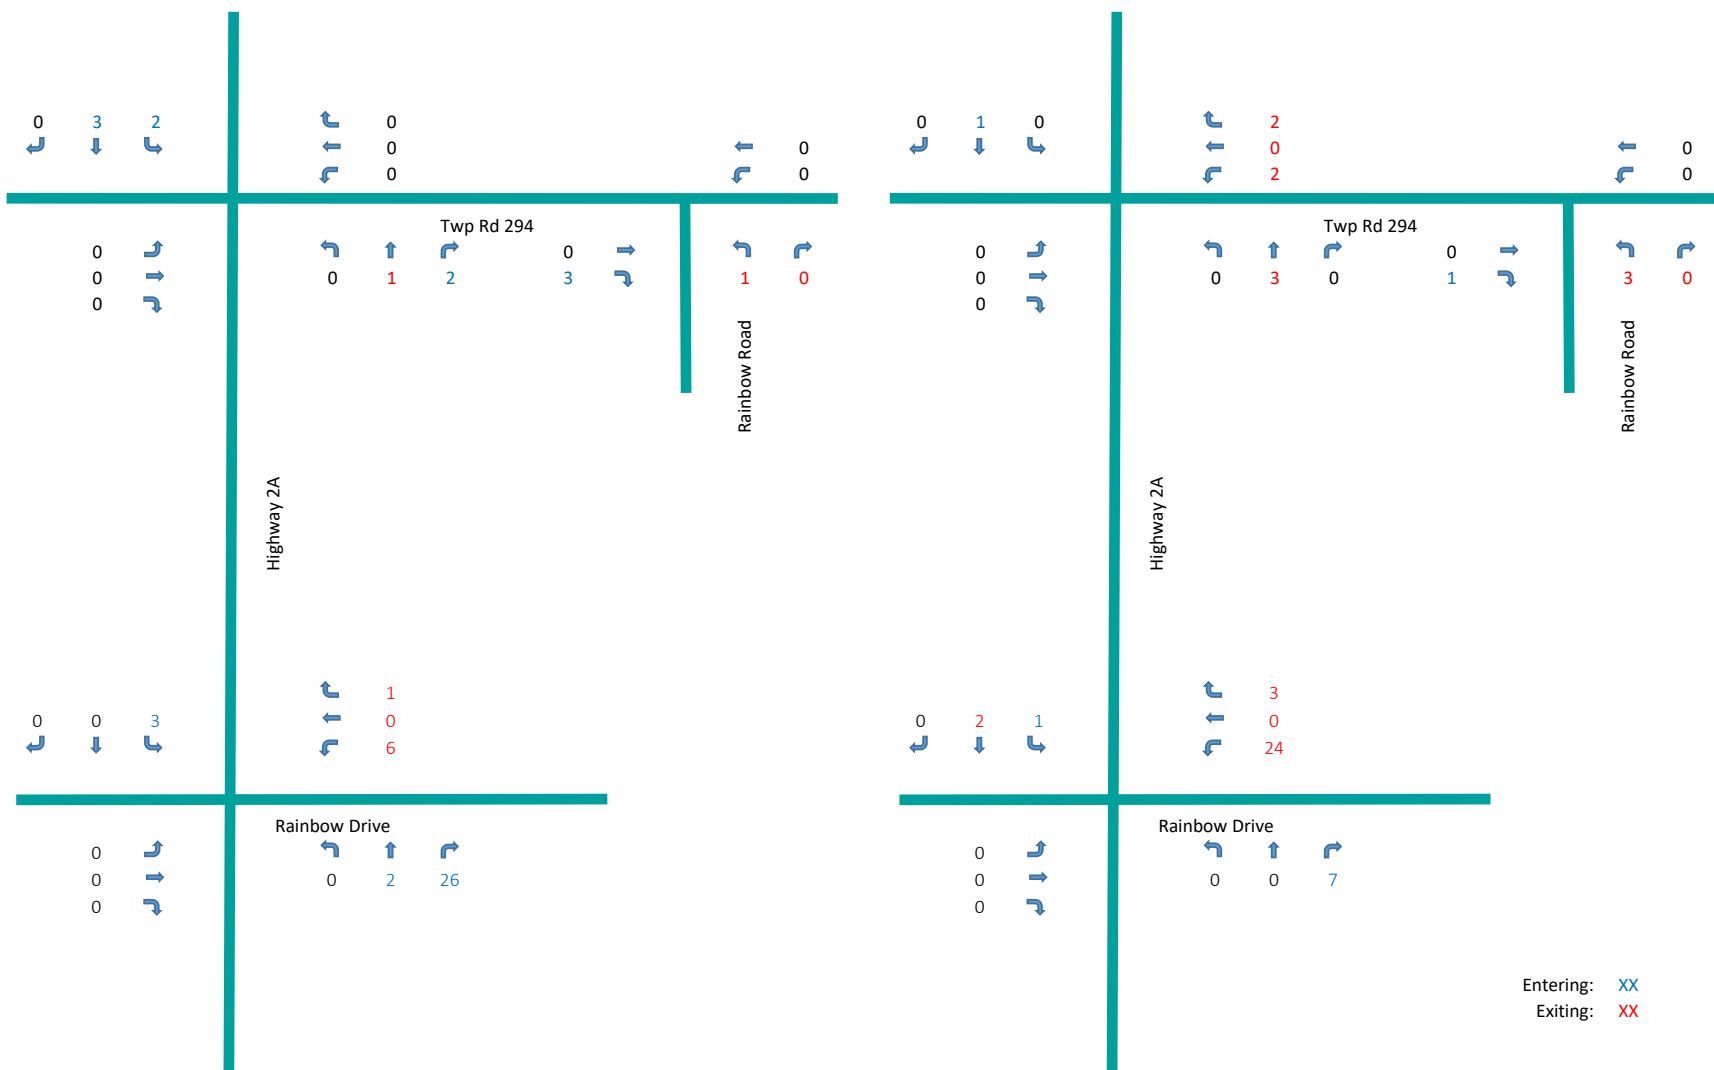 0 3 2 0 0 1 0 2
0 0 0 0
0 0 2 0
Twp Rd 294 Twp Rd 294
0 0 0 0
0 0 1 2 3 1 0 0 0 3 0 1 3 0
0 0
Rainbow Road Rainbow Road
Highway 2A Highway 2A
1 3
0 0 3 0 0 2 1 0
6 24
Rainbow Drive Rainbow Drive
0 0
0 0 2 26 0 0 0 7
0 0
Entering: XX
Exiting: XX